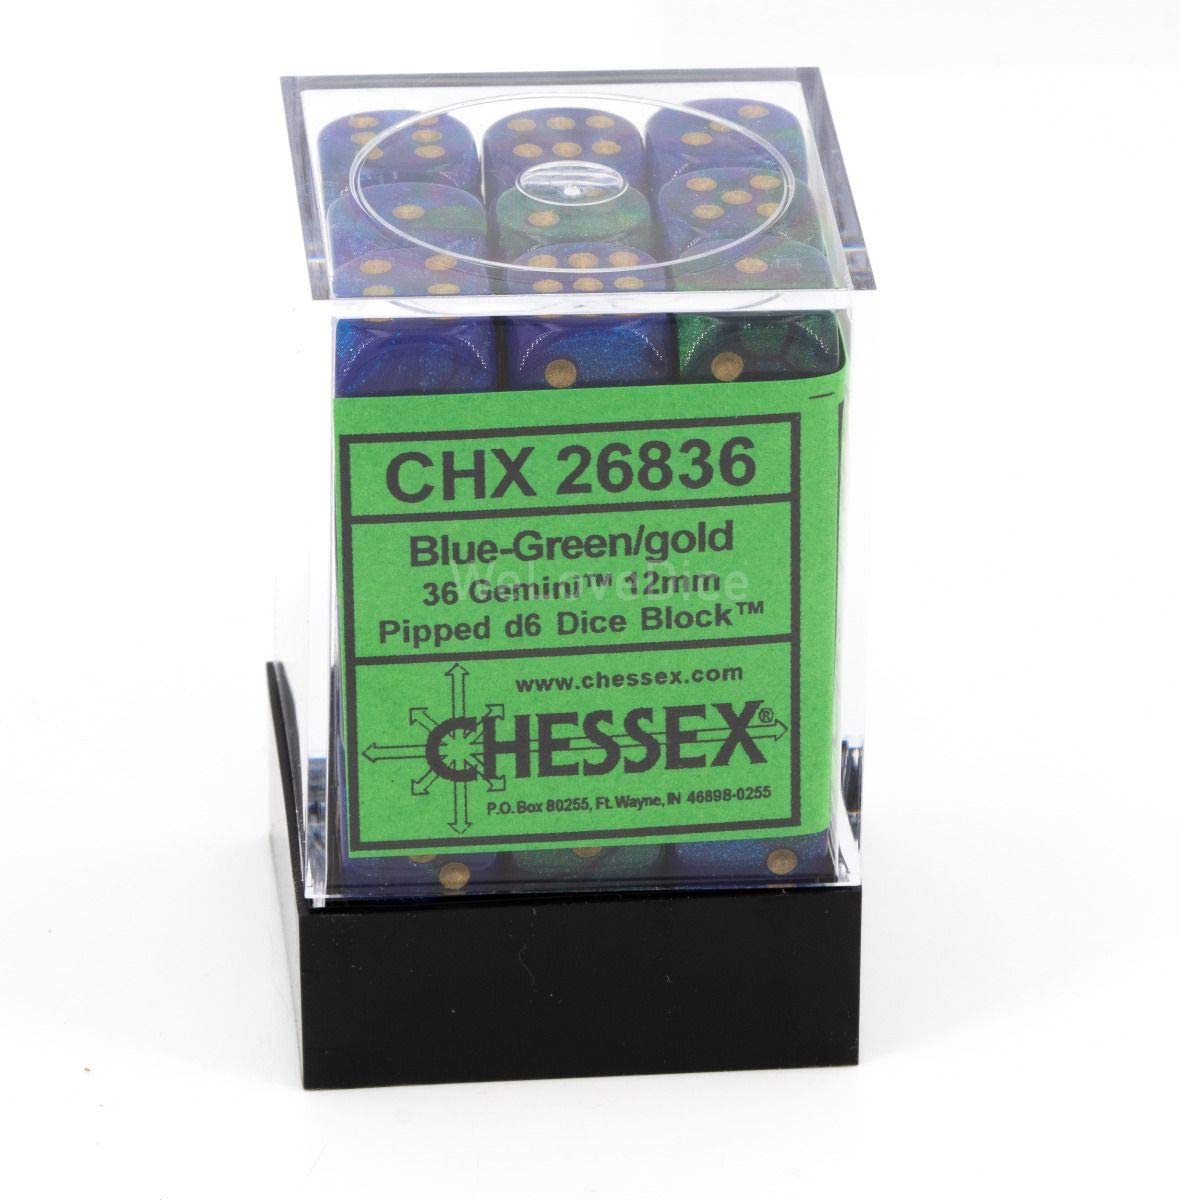 CHX 26836
Blue-Green/gold
WeLoveDice
36 Gemini™ 12mm
Pipped d6 Dice Block™
www.chessex.com
CHESSEX®
P.O. Box 80255, Ft. Wayne, IN 46898-0255